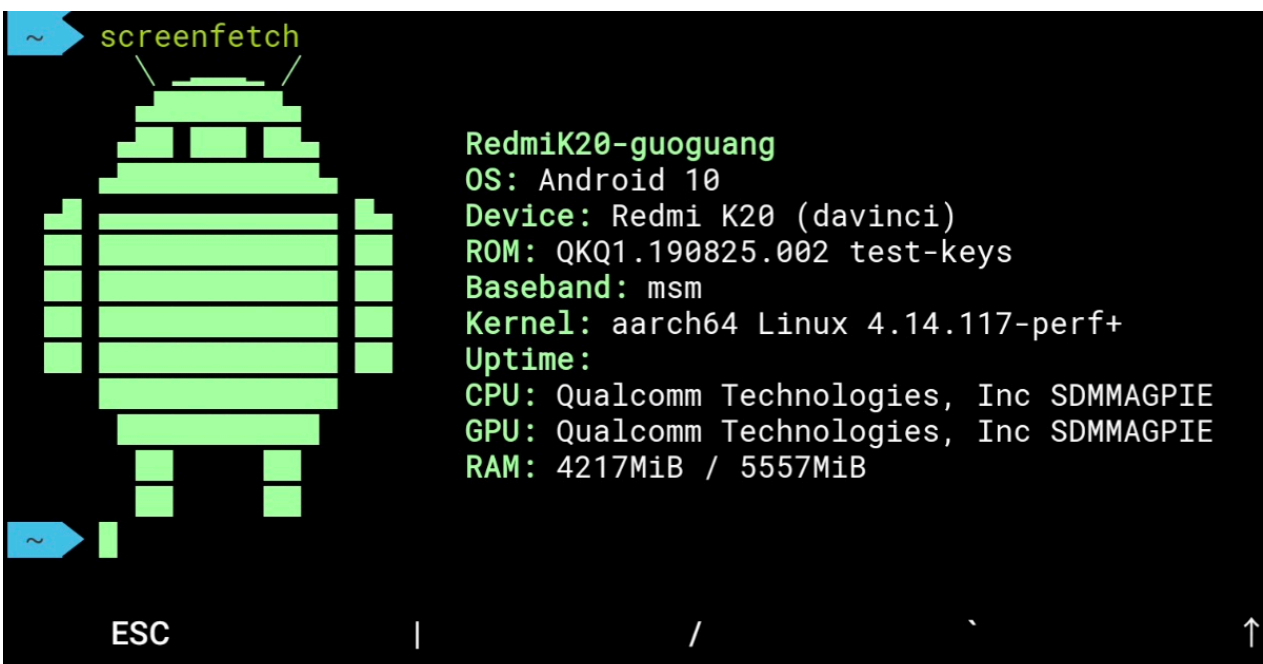 ~ screenfetch
RedmiK20-guoguang
OS: Android 10
Device: Redmi K20 (davinci)
ROM: QKQ1.190825.002 test-keys
Baseband: msm
Kernel: aarch64 Linux 4.14.117-perf+
Uptime:
CPU: Qualcomm Technologies, Inc SDMMAGPIE
GPU: Qualcomm Technologies, Inc SDMMAGPIE
RAM: 4217MiB / 5557MiB
~
ESC | / ` ↑